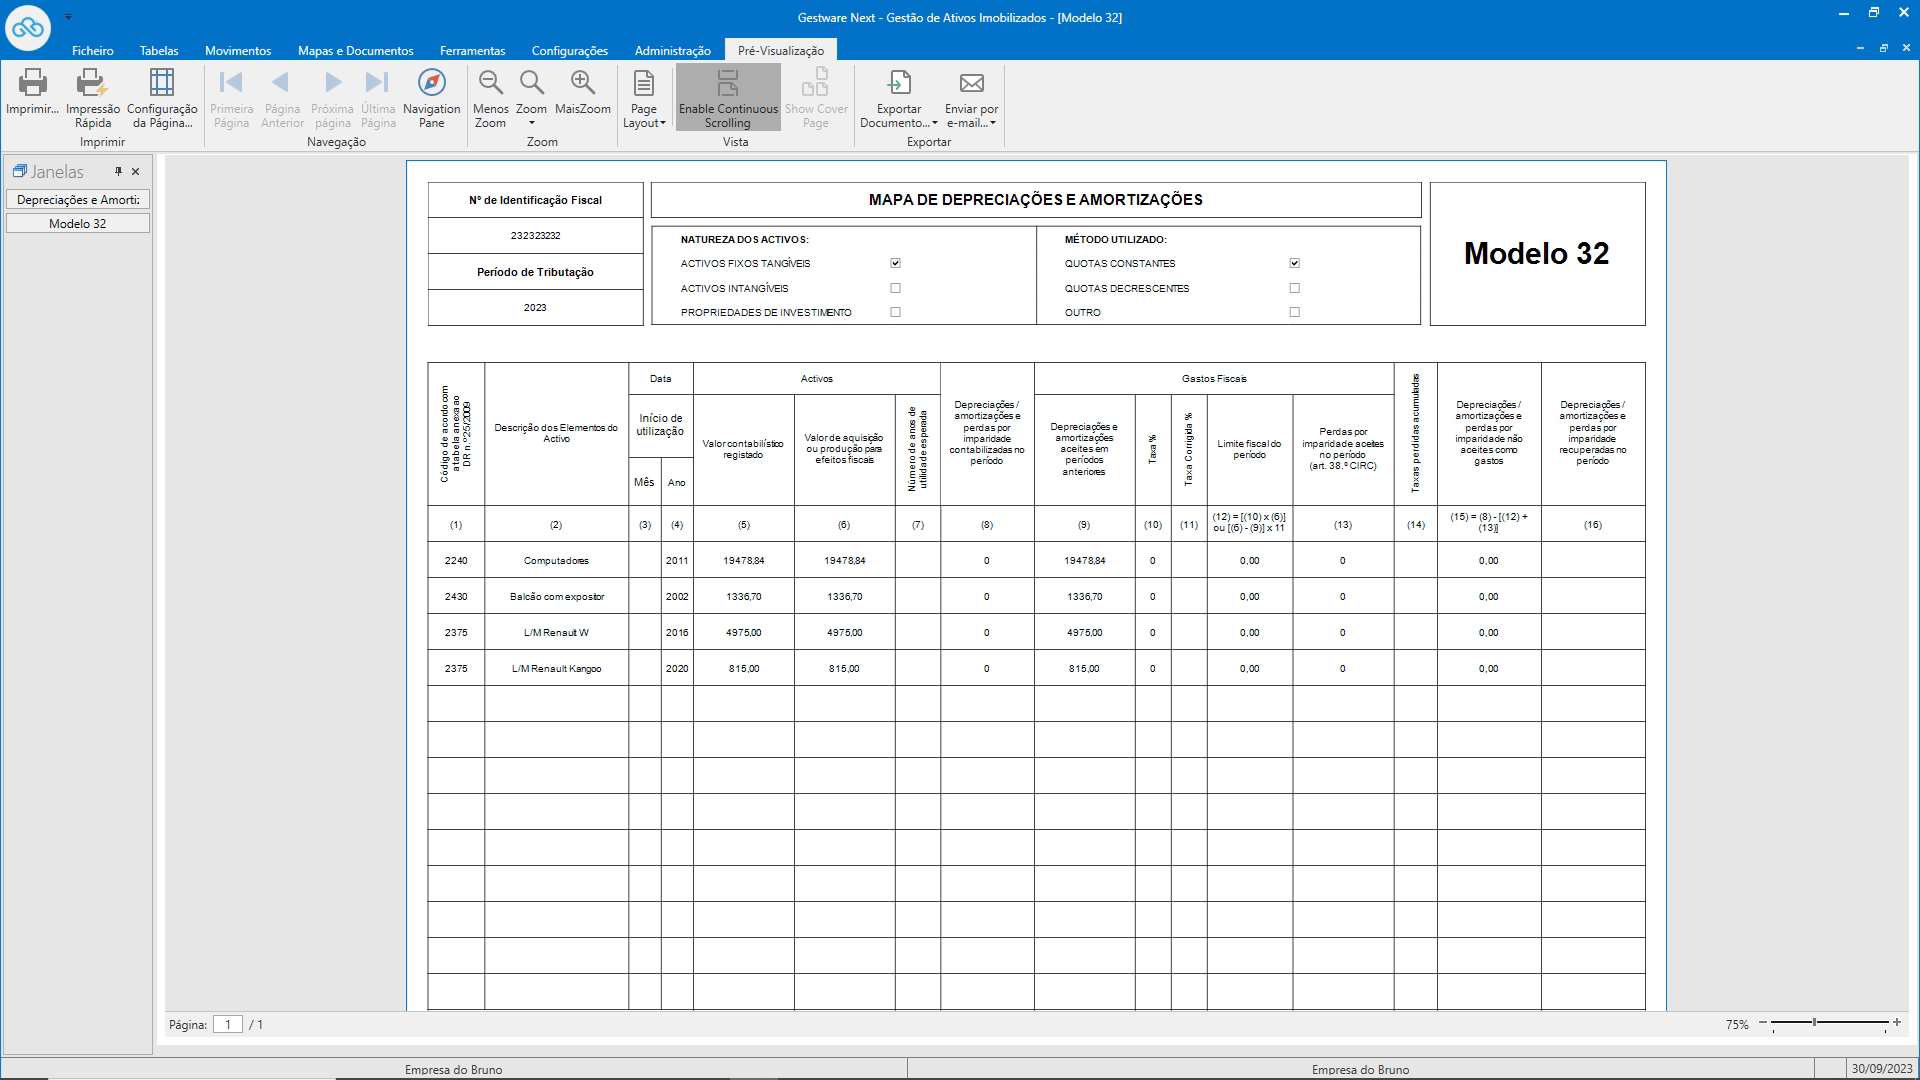 Gestware Next - Gestão de Ativos Imobilizados - [Modelo 32]
Ficheiro Tabelas Movimentos Mapas e Documentos Ferramentas Configurações Administração Pré-Visualização
Imprimir...
Impressão Rápida
Configuração da Página...
Imprimir
Primeira Página
Página Anterior
Próxima página
Última Página
Navigation Pane
Navegação
Menos Zoom
Zoom
MaisZoom
Zoom
Page Layout
Enable Continuous Scrolling
Show Cover Page
Vista
Exportar Documento...
Enviar por e-mail...
Exportar
Janelas
Depreciações e Amorti:
Modelo 32
Nº de Identificação Fiscal
232323232
Período de Tributação
2023
MAPA DE DEPRECIAÇÕES E AMORTIZAÇÕES
NATUREZA DOS ACTIVOS:
ACTIVOS FIXOS TANGÍVEIS
ACTIVOS INTANGÍVEIS
PROPRIEDADES DE INVESTIMENTO
MÉTODO UTILIZADO:
QUOTAS CONSTANTES
QUOTAS DECRESCENTES
OUTRO
Modelo 32
Código de acordo com
a tabela anexa ao
DR n.º 25/2009
Descrição dos Elementos do
Activo
Data
Início de
utilização
Mês
Ano
Activos
Valor contabilístico
registado
Valor de aquisição
ou produção para
efeitos fiscais
Número de anos de
utilidade esperada
Depreciações /
amortizações e
perdas por
imparidade
contabilizadas no
período
Gastos Fiscais
Depreciações e
amortizações
aceites em
períodos
anteriores
Taxa %
Taxa Corrigida %
Limite fiscal do
período
Perdas por
imparidade aceites
no período
(art. 38.º CIRC)
Taxas perdidas acumuladas
Depreciações /
amortizações e
perdas por
imparidade não
aceites como
gastos
Depreciações /
amortizações e
perdas por
imparidade
recuperadas no
período
(1) (2) (3) (4) (5) (6) (7) (8) (9) (10) (11) (12) = [(10) x (6)] ou [(6) - (9)] x 11 (13) (14) (15) = (8) - [(12) + (13)] (16)
2240 Computadores 2011 19478,84 19478,84 0 19478,84 0 0,00 0 0,00
2430 Balcão com expositor 2002 1336,70 1336,70 0 1336,70 0 0,00 0 0,00
2375 L/M Renault W 2016 4975,00 4975,00 0 4975,00 0 0,00 0 0,00
2375 L/M Renault Kangoo 2020 815,00 815,00 0 815,00 0 0,00 0 0,00
Página: 1 / 1
75%
Empresa do Bruno Empresa do Bruno 30/09/2023